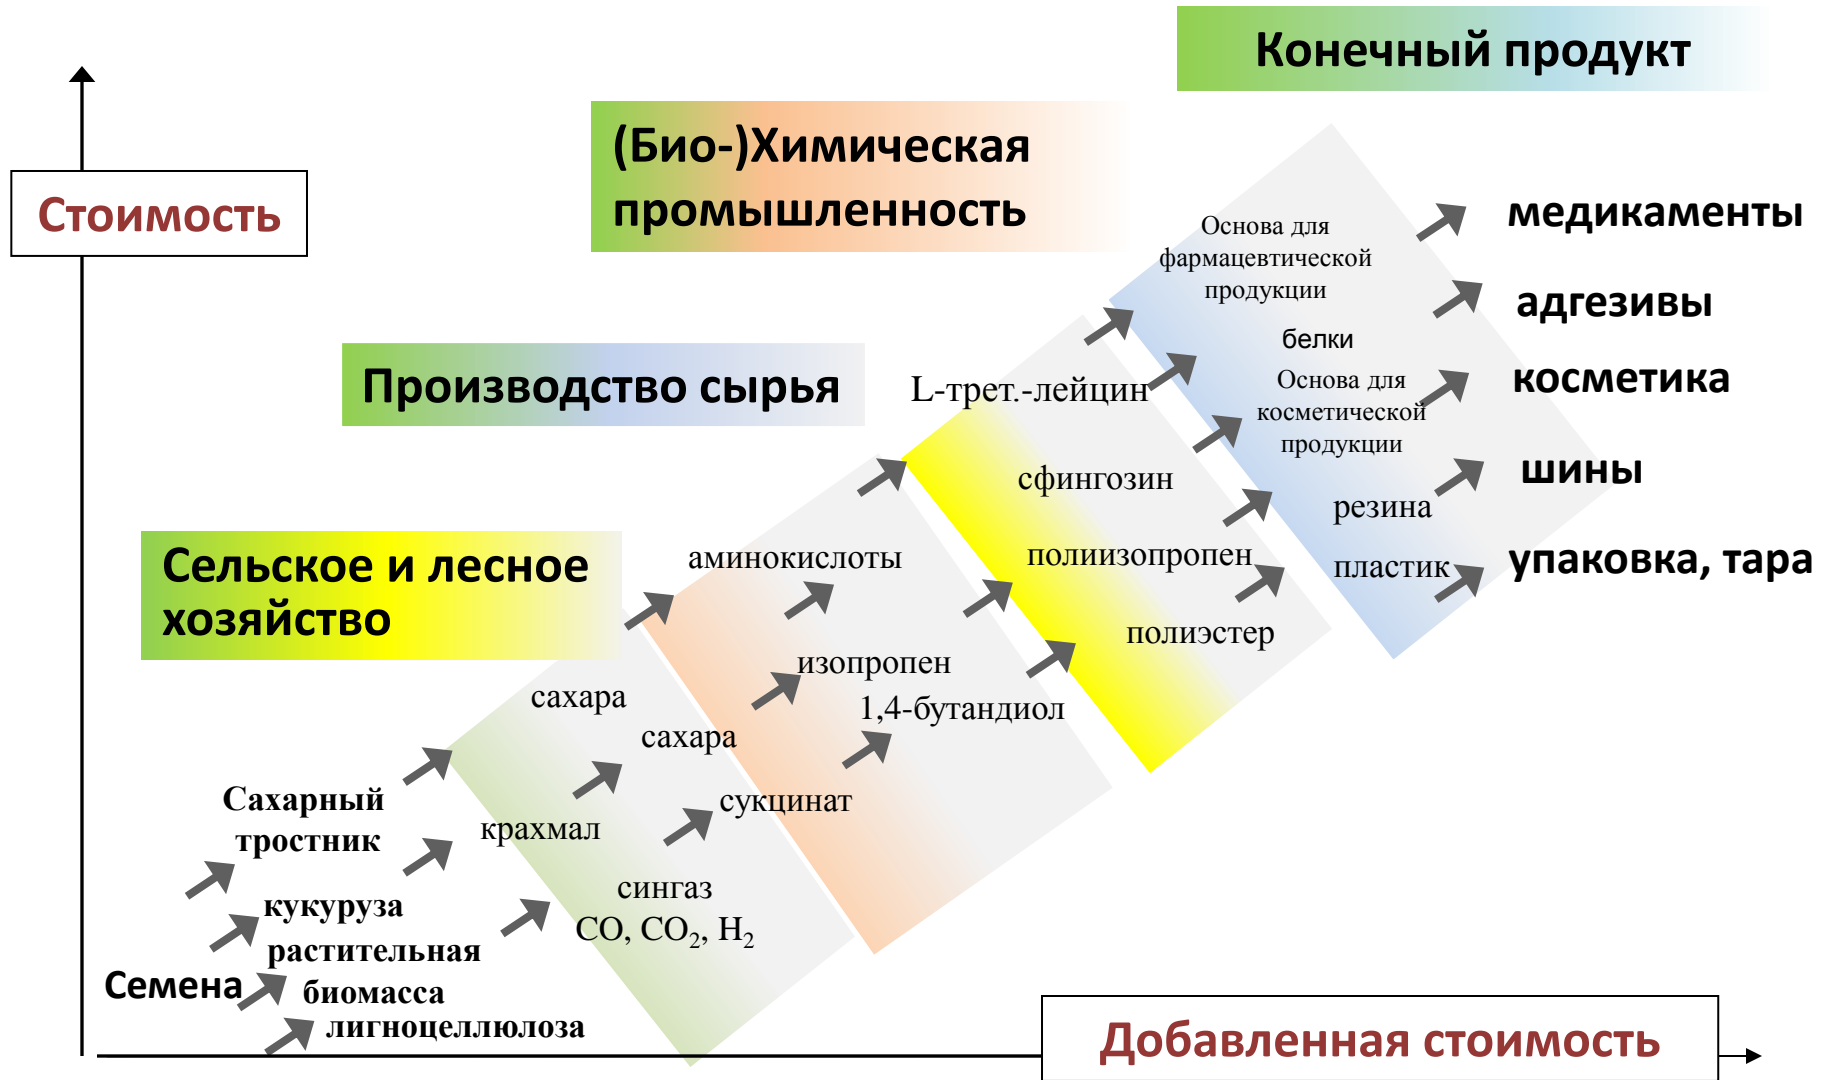 Конечный продукт
(Био-)Химическая
промышленность
Стоимость
Производство сырья
Сельское и лесное
хозяйство
Семена
Сахарный
тростник
кукуруза
растительная
биомасса
лигноцеллюлоза
сахара
сахара
крахмал
сингаз
CO, CO₂, H₂
аминокислоты
изопропен
1,4-бутандиол
сукцинат
L-трет.-лейцин
сфингозин
полиизопропен
полиэстер
Основа для
фармацевтической
продукции
белки
Основа для
косметической
продукции
резина
пластик
медикаменты
адгезивы
косметика
шины
упаковка, тара
Добавленная стоимость